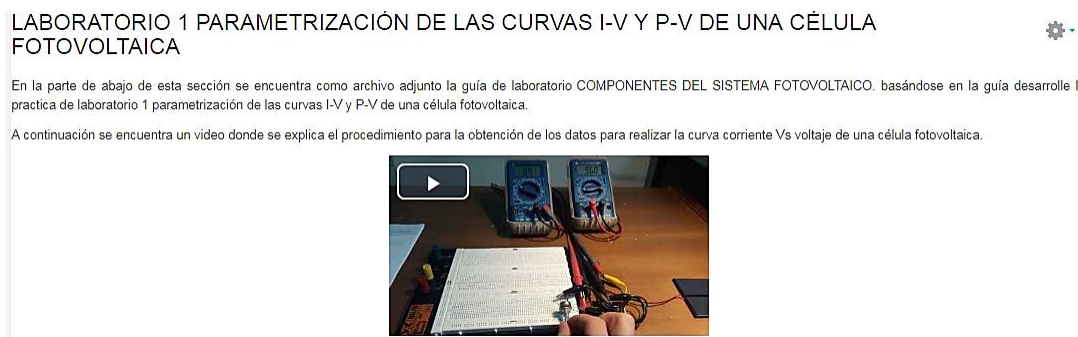 LABORATORIO 1 PARAMETRIZACIÓN DE LAS CURVAS I-V Y P-V DE UNA CÉLULA
FOTOVOLTAICA
En la parte de abajo de esta sección se encuentra como archivo adjunto la guía de laboratorio COMPONENTES DEL SISTEMA FOTOVOLTAICO. basándose en la guía desarrolle l
practica de laboratorio 1 parametrización de las curvas I-V y P-V de una célula fotovoltaica.
A continuación se encuentra un video donde se explica el procedimiento para la obtención de los datos para realizar la curva corriente Vs voltaje de una célula fotovoltaica.